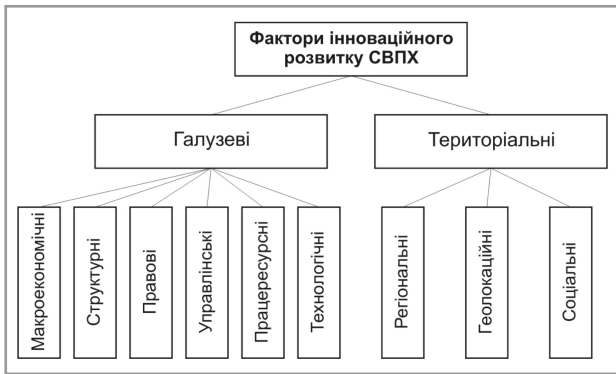 Фактори інноваційного
розвитку СВПХ
Галузеві
Територіальні
Макроекономічні
Структурні
Правові
Управлінські
Працересурсні
Технологічні
Регіональні
Геолокаційні
Соціальні